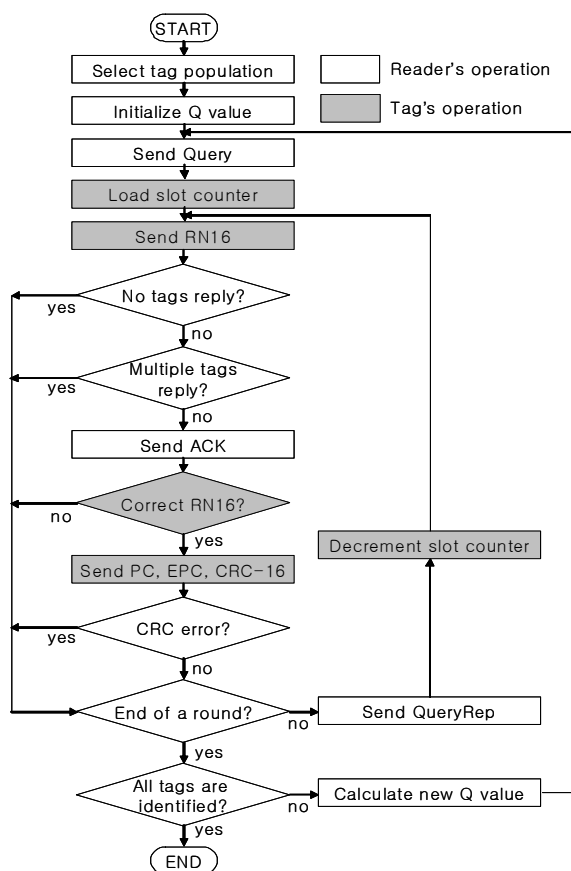 START
Select tag population
Reader's operation
Initialize Q value
Tag's operation
Send Query
Load slot counter
Send RN16
No tags reply?
yes
no
Multiple tags
reply?
yes
no
Send ACK
Correct RN16?
no
yes
Decrement slot counter
Send PC, EPC, CRC-16
CRC error?
yes
no
End of a round?
no
Send QueryRep
yes
All tags are
identified?
no
Calculate new Q value
yes
END